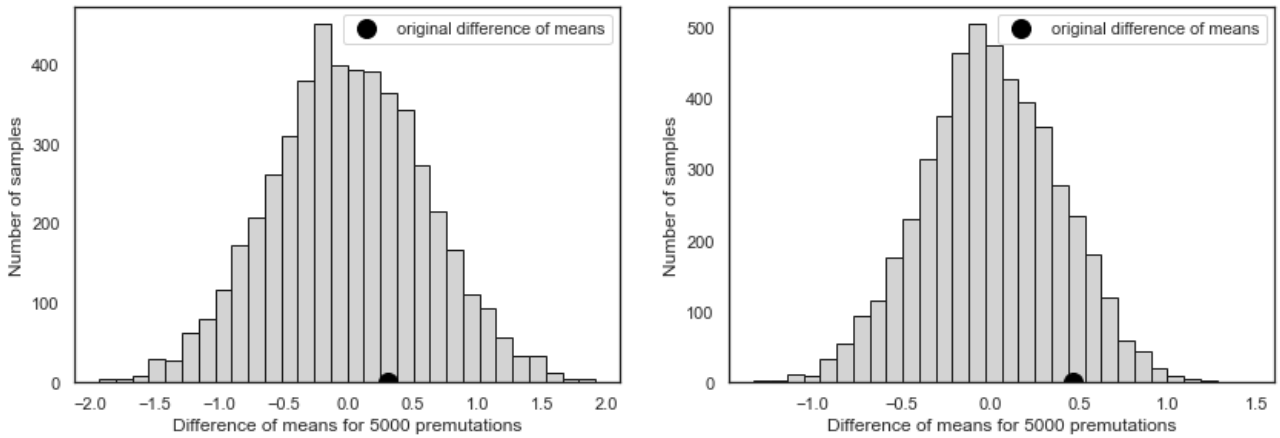 original difference of means
400
300
200
100
0
Number of samples
−2.0 −1.5 −1.0 −0.5 0.0 0.5 1.0 1.5 2.0
Difference of means for 5000 premutations
original difference of means
500
400
300
200
100
0
Number of samples
−1.0 −0.5 0.0 0.5 1.0 1.5
Difference of means for 5000 premutations